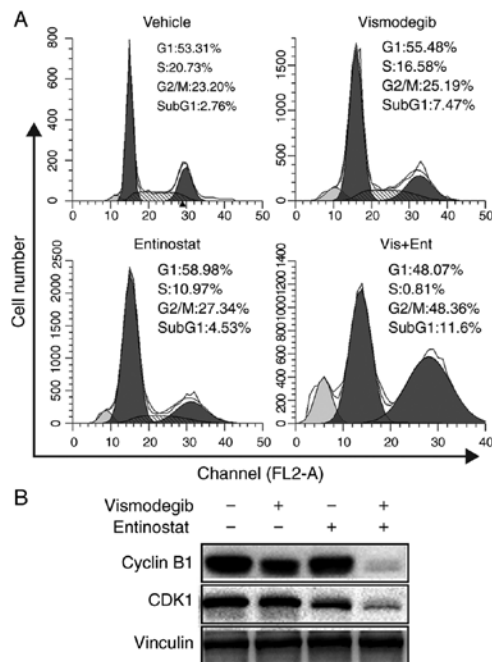 A
Vehicle
G1:53.31%
S:20.73%
G2/M:23.20%
SubG1:2.76%
0 200 400 600 800
0 10 20 30 40 50
Vismodegib
G1:55.48%
S:16.58%
G2/M:25.19%
SubG1:7.47%
0 500 1000 1500
0 10 20 30 40 50
Entinostat
G1:58.98%
S:10.97%
G2/M:27.34%
SubG1:4.53%
0 500 1000 1500 2000 2500
0 10 20 30 40 50
Vis+Ent
G1:48.07%
S:0.81%
G2/M:48.36%
SubG1:11.6%
0 200 400 600 800 1000 1200
0 10 20 30 40
Cell number
Channel (FL2-A)
B
Vismodegib – + – +
Entinostat – – + +
Cyclin B1
CDK1
Vinculin